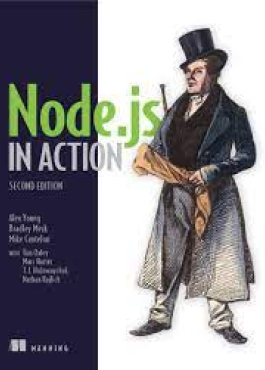 Node.js
IN ACTION
SECOND EDITION
Alex Young
Bradley Meck
Mike Cantelon
WITH Tim Oxley
Marc Harter
T.J. Holowaychuk
Nathan Rajlich
MANNING